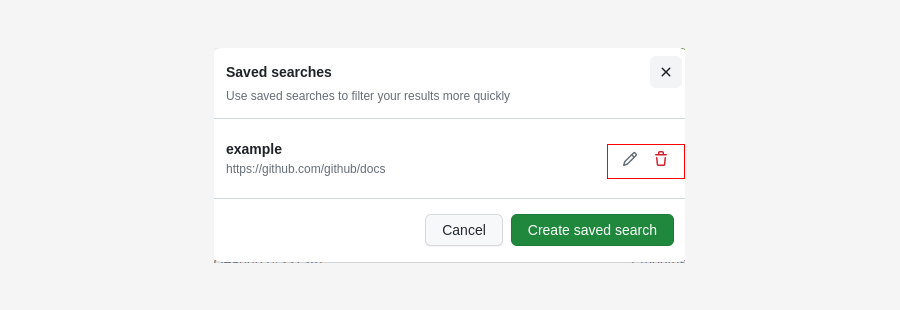 Saved searches
Use saved searches to filter your results more quickly
example
https://github.com/github/docs
Cancel
Create saved search